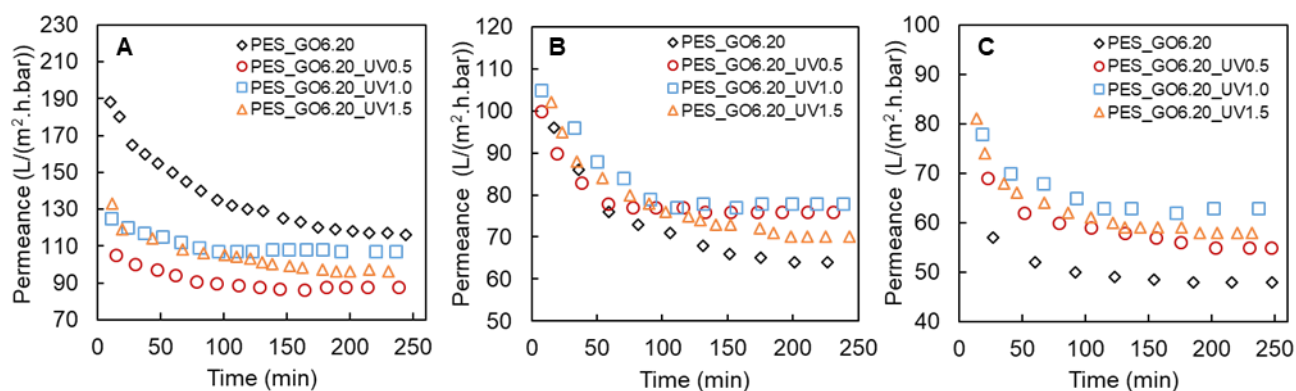 A
PES_GO6.20
PES_GO6.20_UV0.5
PES_GO6.20_UV1.0
PES_GO6.20_UV1.5
Permeance (L/(m².h.bar))
230
210
190
170
150
130
110
90
70
0 50 100 150 200 250
Time (min)
B
PES_GO6.20
PES_GO6.20_UV0.5
PES_GO6.20_UV1.0
PES_GO6.20_UV1.5
Permeance (L/(m².h.bar))
120
110
100
90
80
70
60
50
0 50 100 150 200 250
Time (min)
C
PES_GO6.20
PES_GO6.20_UV0.5
PES_GO6.20_UV1.0
PES_GO6.20_UV1.5
Permeance (L/(m².h.bar))
100
90
80
70
60
50
40
0 50 100 150 200 250
Time (min)